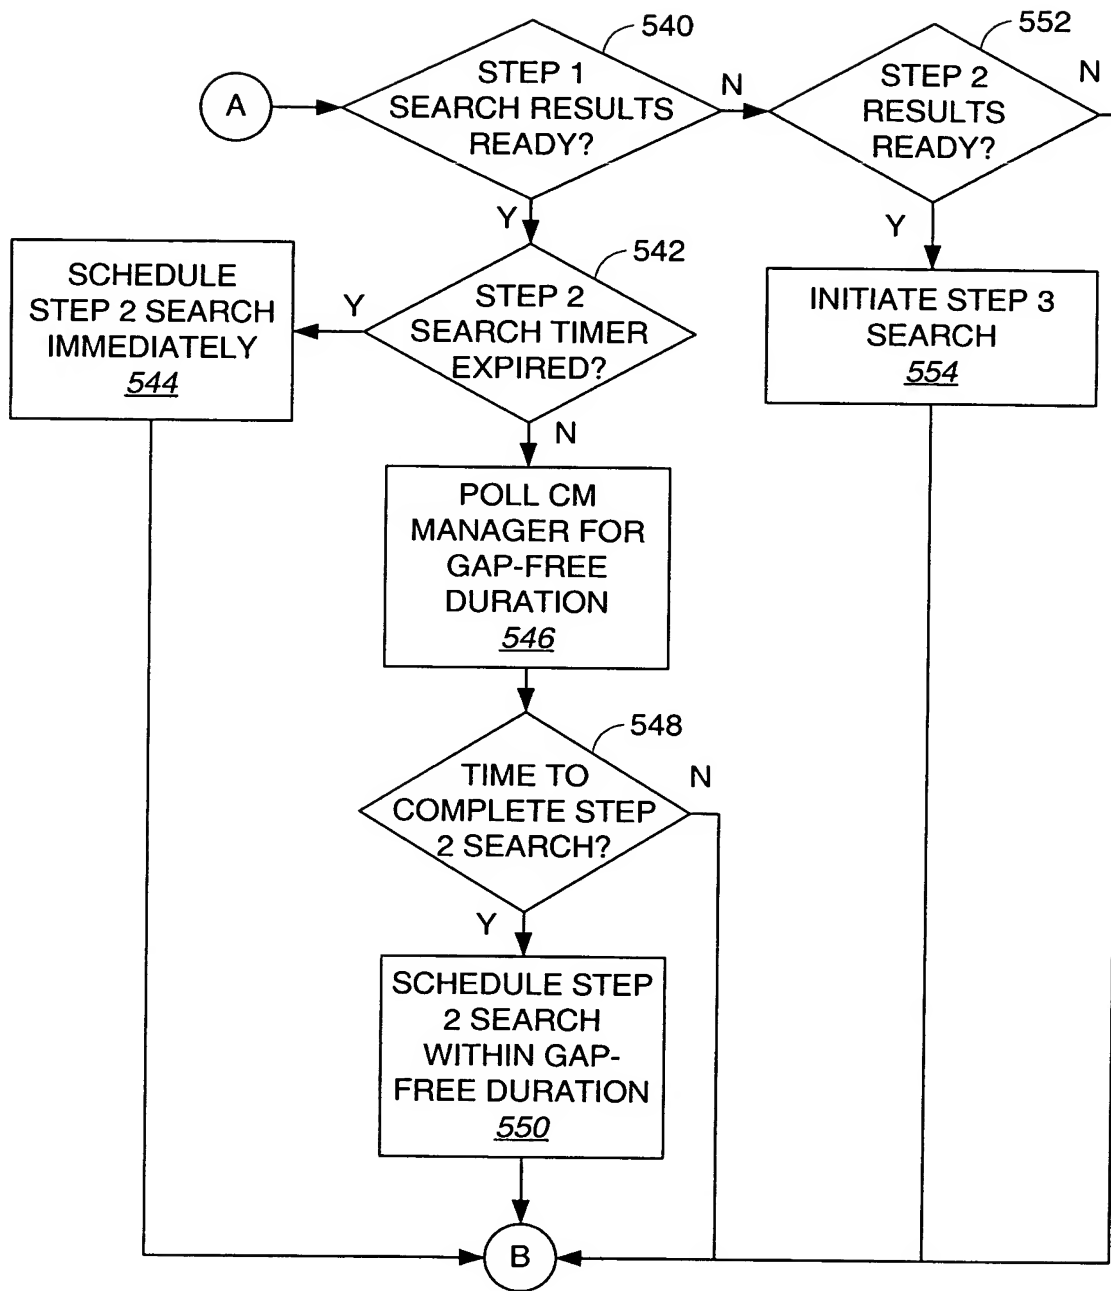 540
552
STEP 1
SEARCH RESULTS
READY?
STEP 2
RESULTS
READY?
A
N
N
Y
Y
542
SCHEDULE
STEP 2 SEARCH
IMMEDIATELY
544
Y
STEP 2
SEARCH TIMER
EXPIRED?
INITIATE STEP 3
SEARCH
554
N
POLL CM
MANAGER FOR
GAP-FREE
DURATION
546
548
TIME TO
COMPLETE STEP
2 SEARCH?
N
Y
SCHEDULE STEP
2 SEARCH
WITHIN GAP-
FREE DURATION
550
B